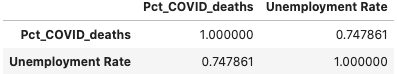 Pct_COVID_deaths Unemployment Rate
Pct_COVID_deaths 1.000000 0.747861
Unemployment Rate 0.747861 1.000000